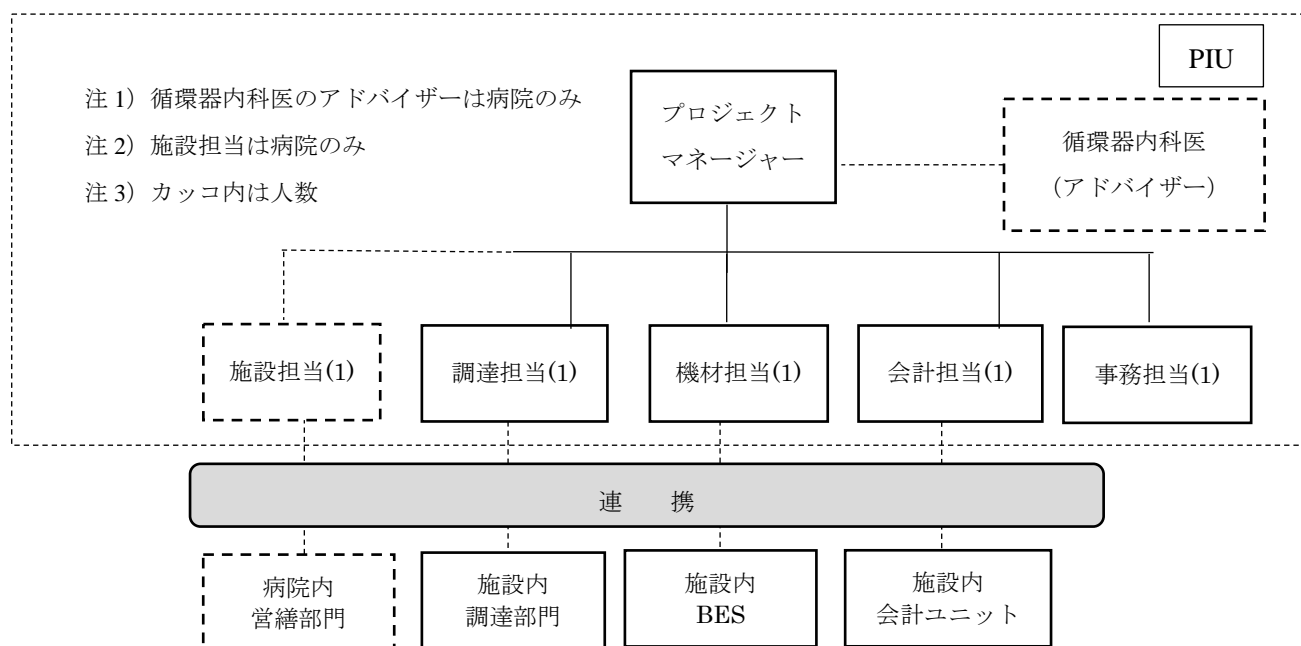 PIU
注 1）循環器内科医のアドバイザーは病院のみ
注 2）施設担当は病院のみ
注 3）カッコ内は人数
プロジェクト
マネージャー
循環器内科医
（アドバイザー）
施設担当(1)
調達担当(1)
機材担当(1)
会計担当(1)
事務担当(1)
連　携
病院内
営繕部門
施設内
調達部門
施設内
BES
施設内
会計ユニット